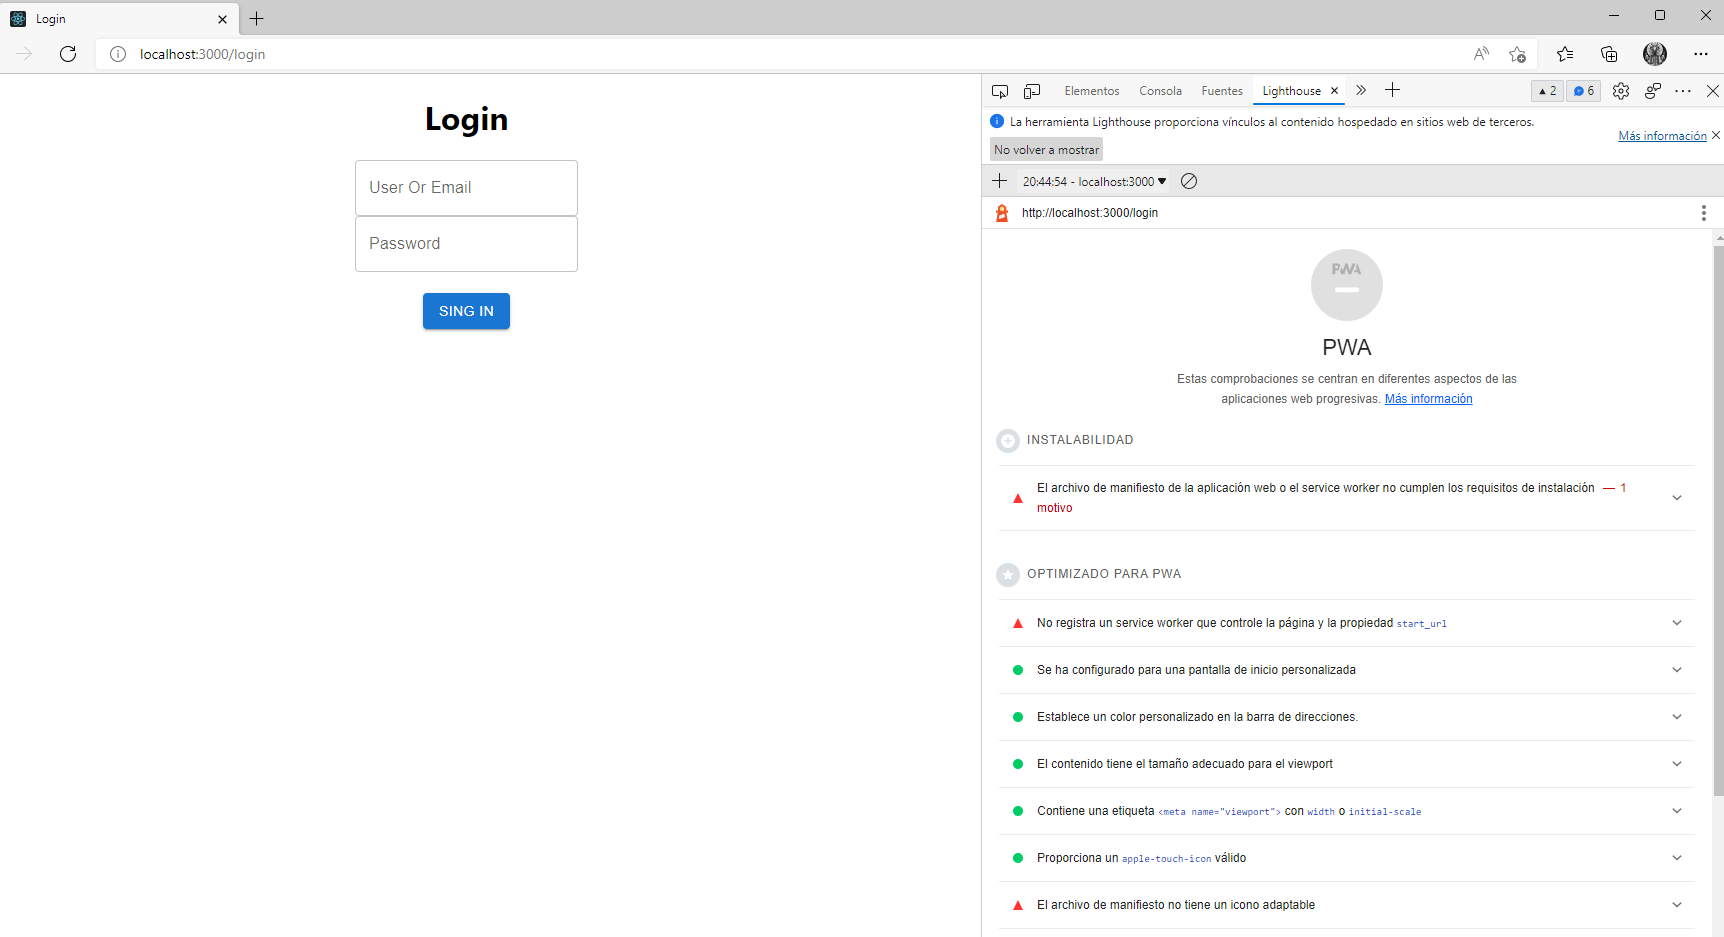 Login
localhost:3000/login
Login
User Or Email
Password
SING IN
Elementos
Consola
Fuentes
Lighthouse
2
6
La herramienta Lighthouse proporciona vínculos al contenido hospedado en sitios web de terceros.
Más información
No volver a mostrar
20:44:54 - localhost:3000
http://localhost:3000/login
PWA
PWA
Estas comprobaciones se centran en diferentes aspectos de las
aplicaciones web progresivas. Más información
INSTALABILIDAD
El archivo de manifiesto de la aplicación web o el service worker no cumplen los requisitos de instalación — 1
motivo
OPTIMIZADO PARA PWA
No registra un service worker que controle la página y la propiedad start_url
Se ha configurado para una pantalla de inicio personalizada
Establece un color personalizado en la barra de direcciones.
El contenido tiene el tamaño adecuado para el viewport
Contiene una etiqueta <meta name="viewport"> con width o initial-scale
Proporciona un apple-touch-icon válido
El archivo de manifiesto no tiene un icono adaptable